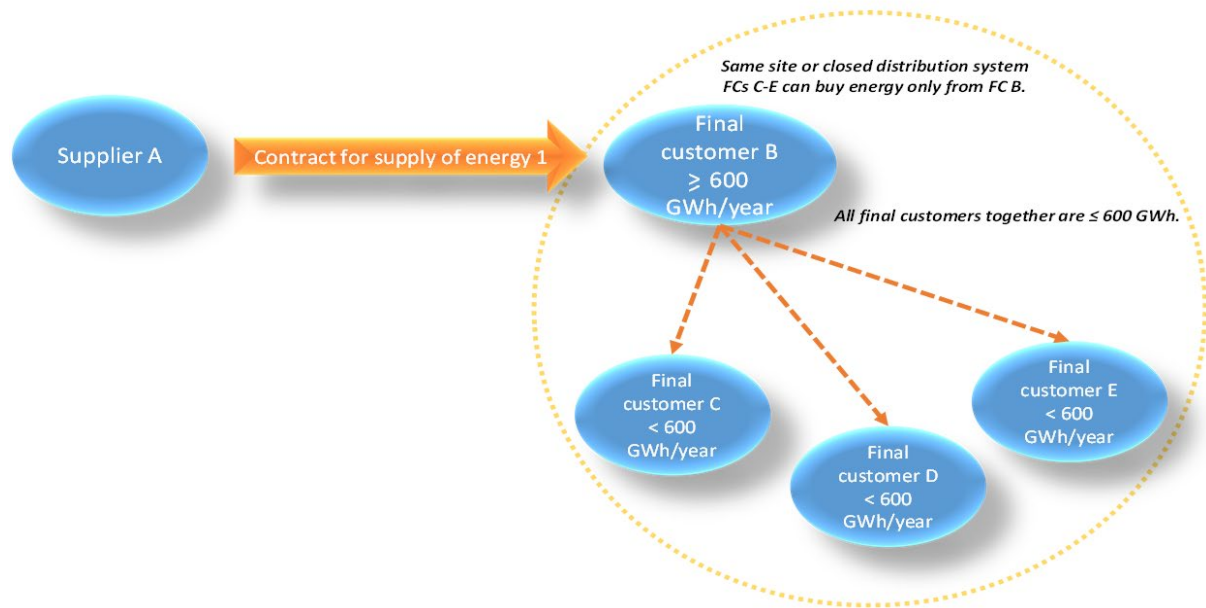 Same site or closed distribution system
FCs C-E can buy energy only from FC B.
Supplier A
Contract for supply of energy 1
Final
customer B
⩾ 600
GWh/year
All final customers together are ≤ 600 GWh.
Final
customer C
< 600
GWh/year
Final
customer D
< 600
GWh/year
Final
customer E
< 600
GWh/year